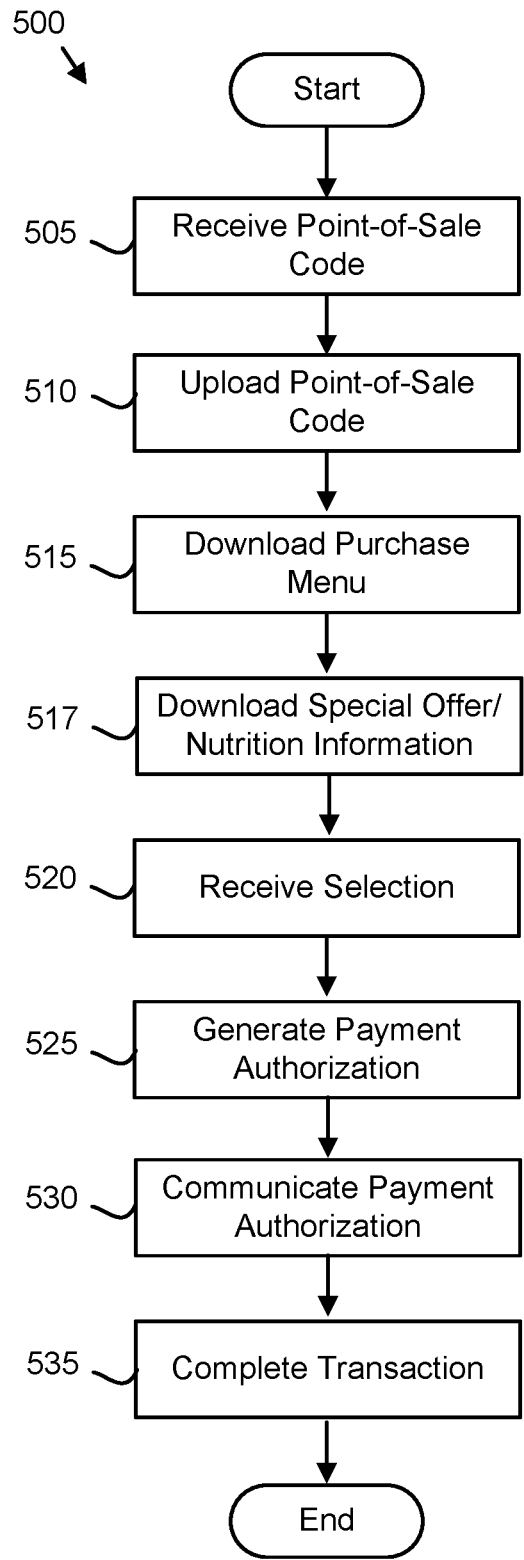 500
Start
505
Receive Point-of-Sale
Code
510
Upload Point-of-Sale
Code
515
Download Purchase
Menu
517
Download Special Offer/
Nutrition Information
520
Receive Selection
525
Generate Payment
Authorization
530
Communicate Payment
Authorization
535
Complete Transaction
End